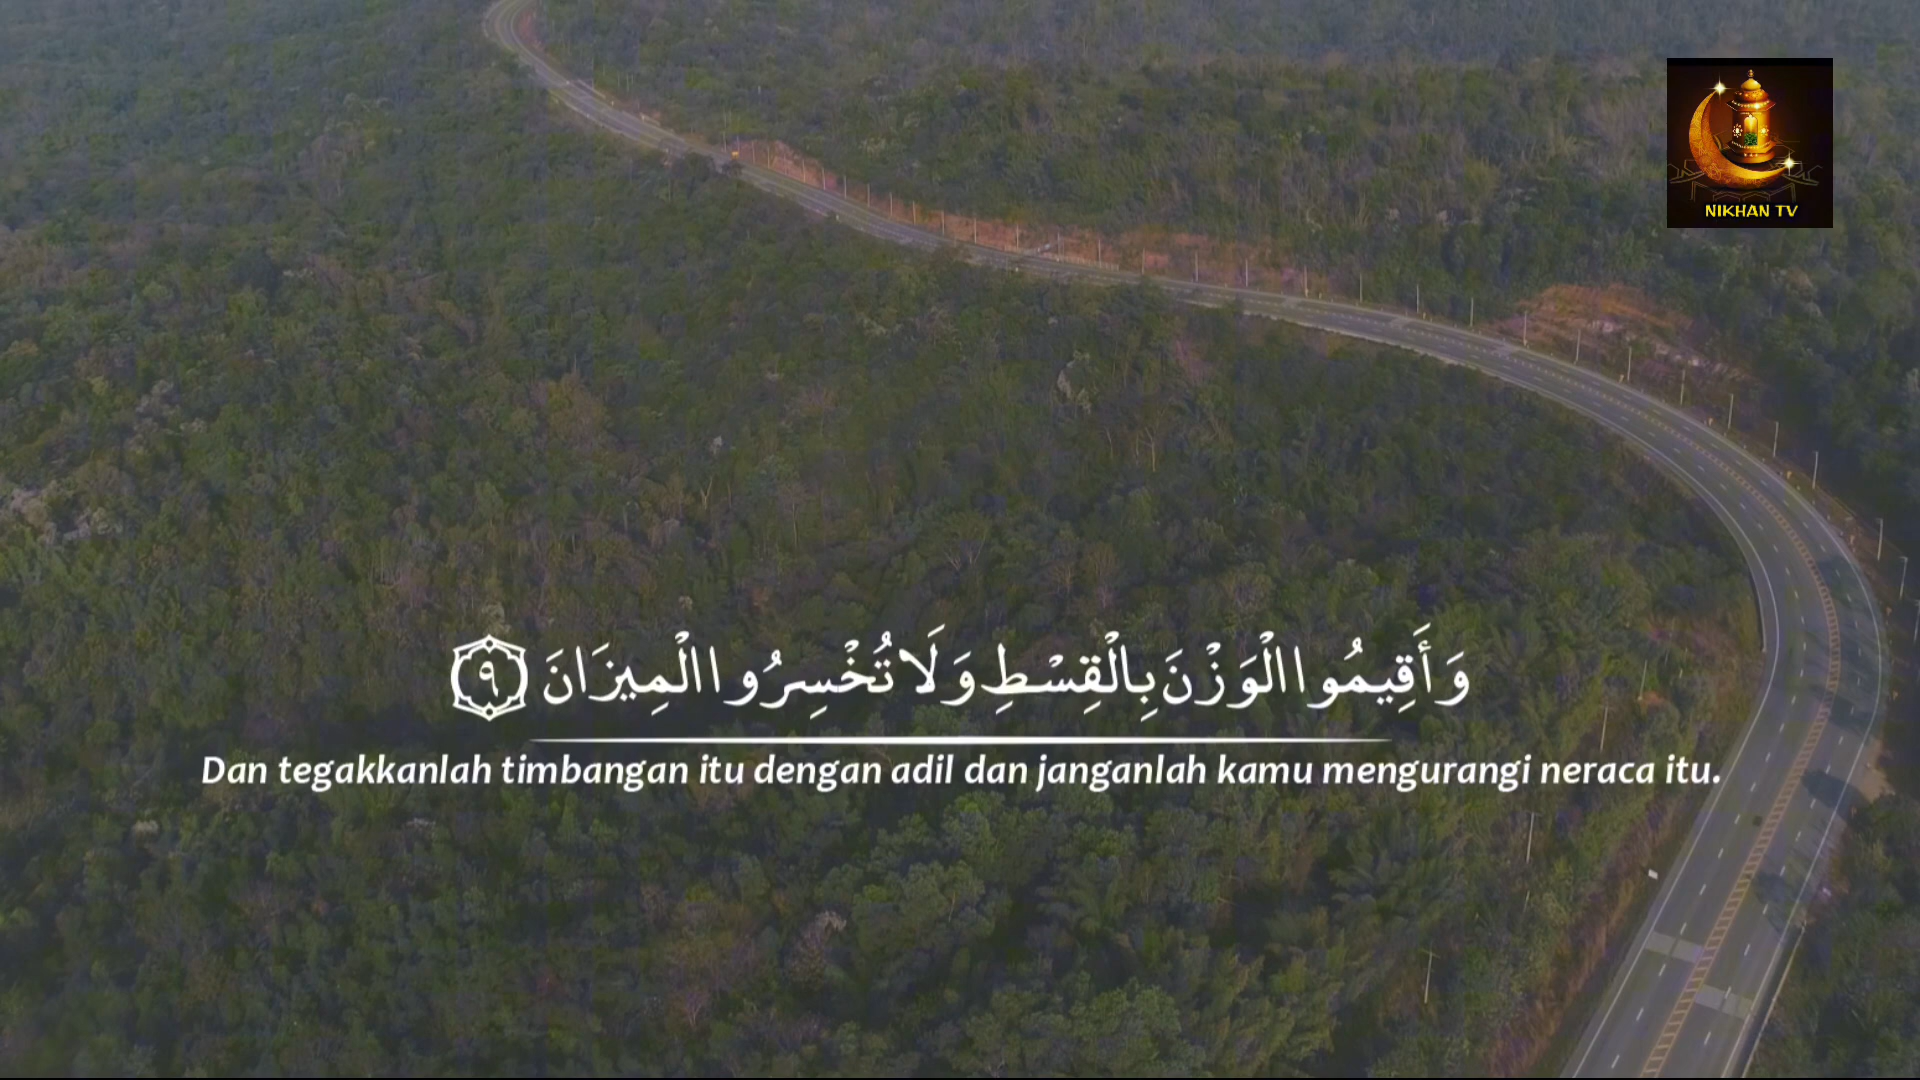 NIKHAN TV
وَأَقِيمُوا الْوَزْنَ بِالْقِسْطِ وَلَا تُخْسِرُوا الْمِيزَانَ ٩
Dan tegakkanlah timbangan itu dengan adil dan janganlah kamu mengurangi neraca itu.